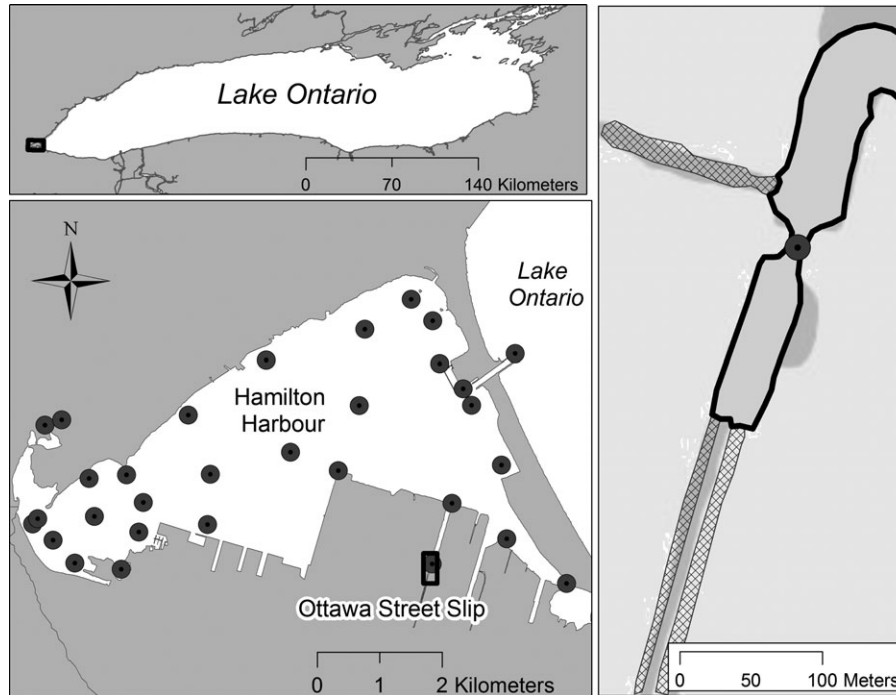 Lake Ontario
0 70 140 Kilometers
N
Lake
Ontario
Hamilton
Harbour
Ottawa Street Slip
0 1 2 Kilometers
0 50 100 Meters